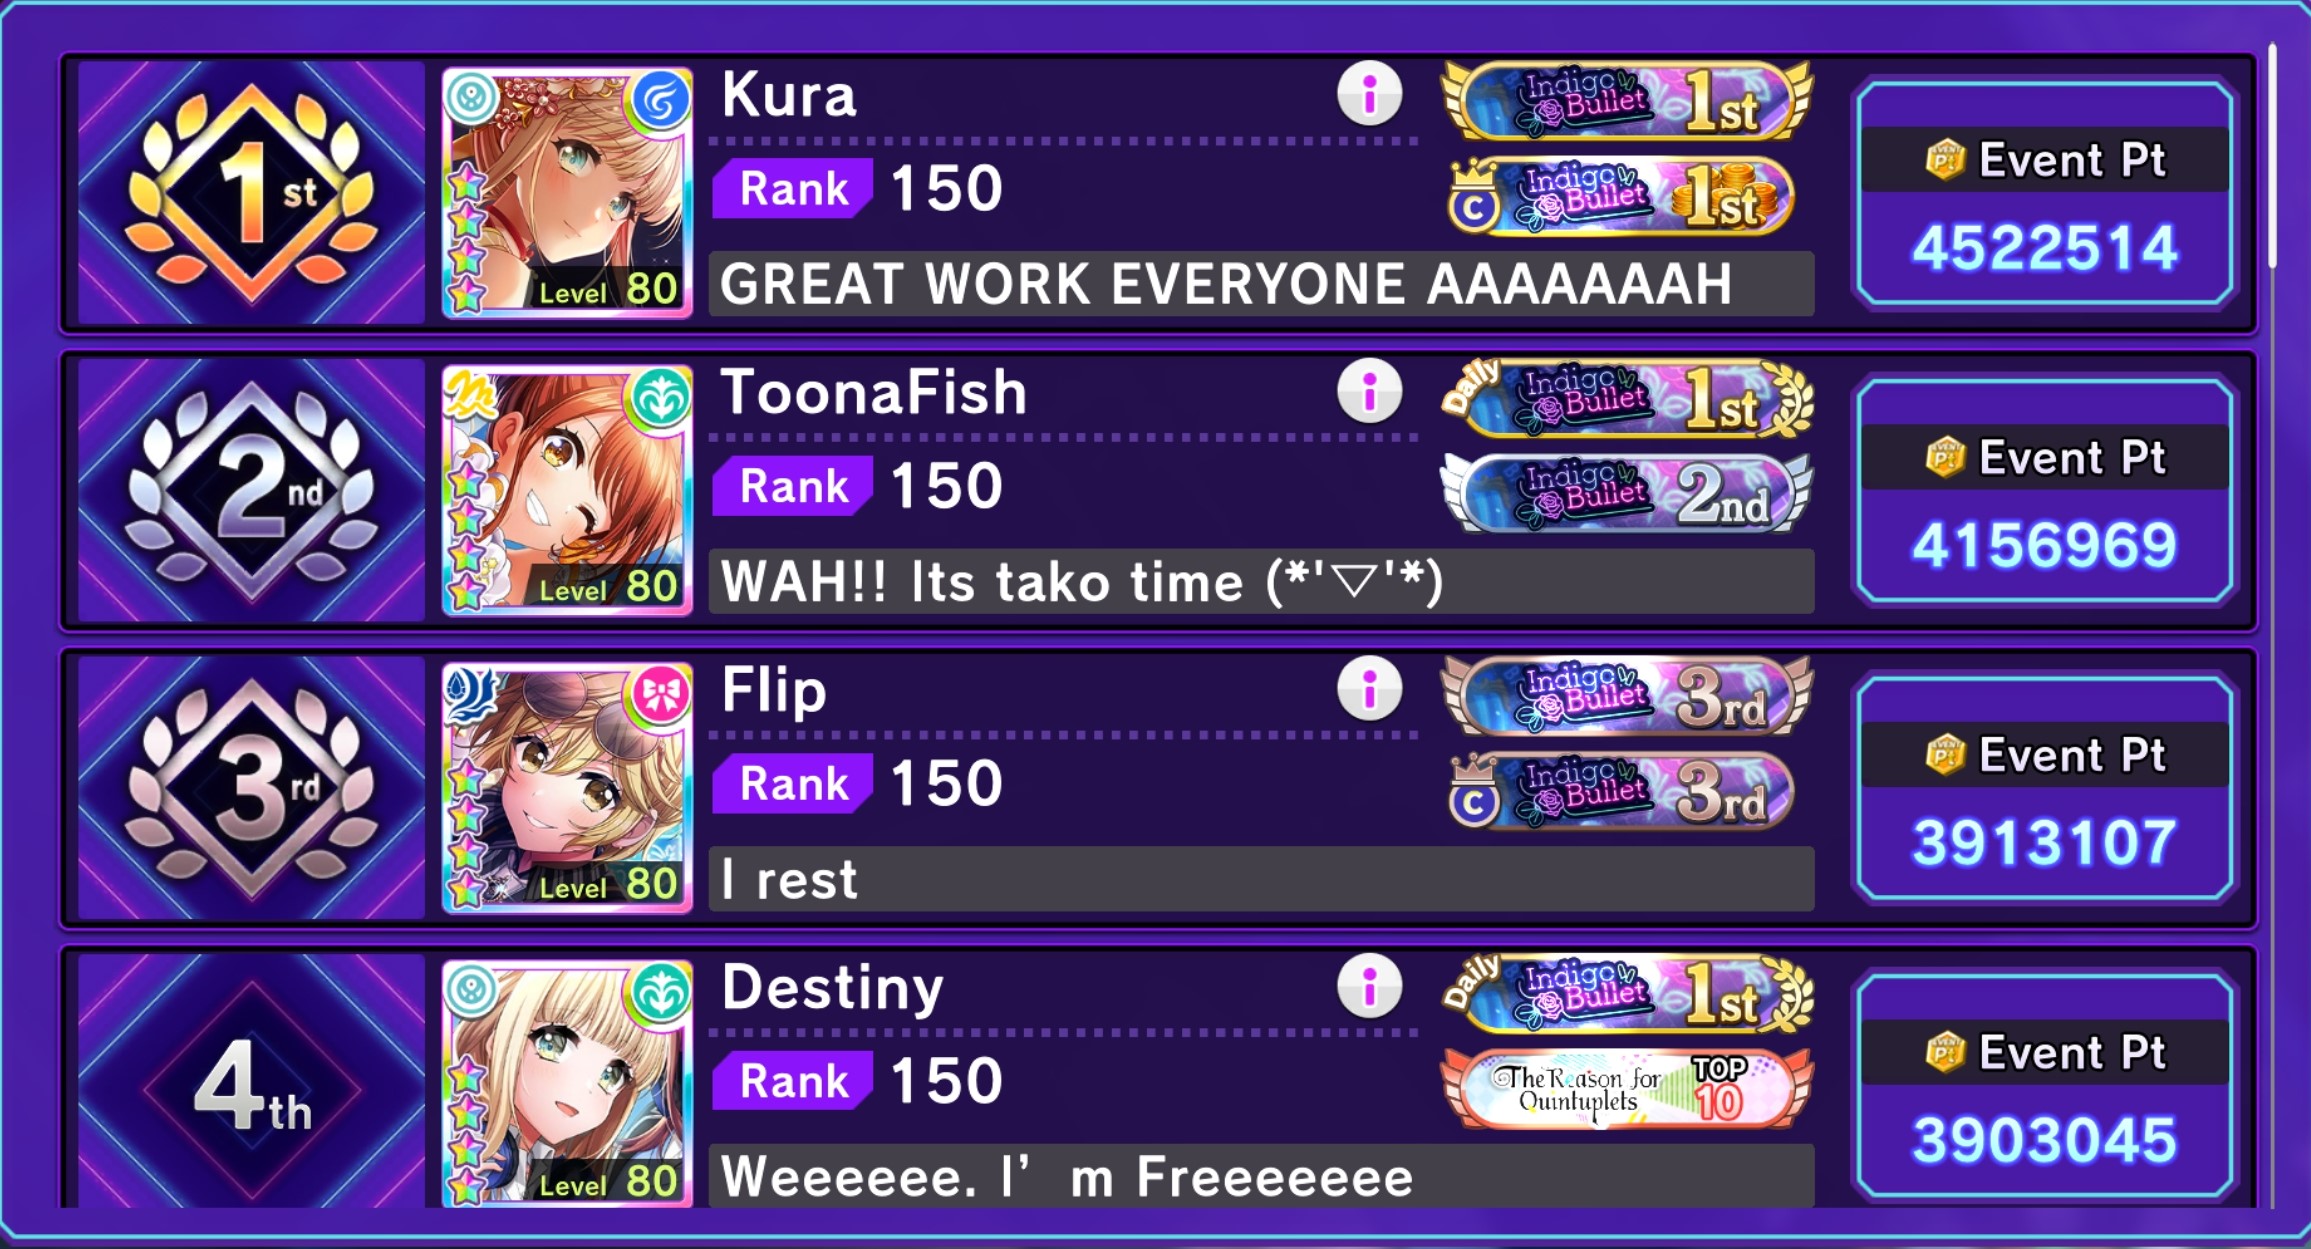 1st
Kura
Indigo Bullet 1st
Rank 150
C Indigo Bullet 1st
Level 80
GREAT WORK EVERYONE AAAAAAAH
Event Pt
4522514
2nd
ToonaFish
Daily Indigo Bullet 1st
Rank 150
Indigo Bullet 2nd
Level 80
WAH!! Its tako time (*'▽'*)
Event Pt
4156969
3rd
Flip
Indigo Bullet 3rd
Rank 150
C Indigo Bullet 3rd
Level 80
I rest
Event Pt
3913107
4th
Destiny
Daily Indigo Bullet 1st
Rank 150
The Reason for Quintuplets TOP 10
Level 80
Weeeeee. I’m Freeeeeee
Event Pt
3903045